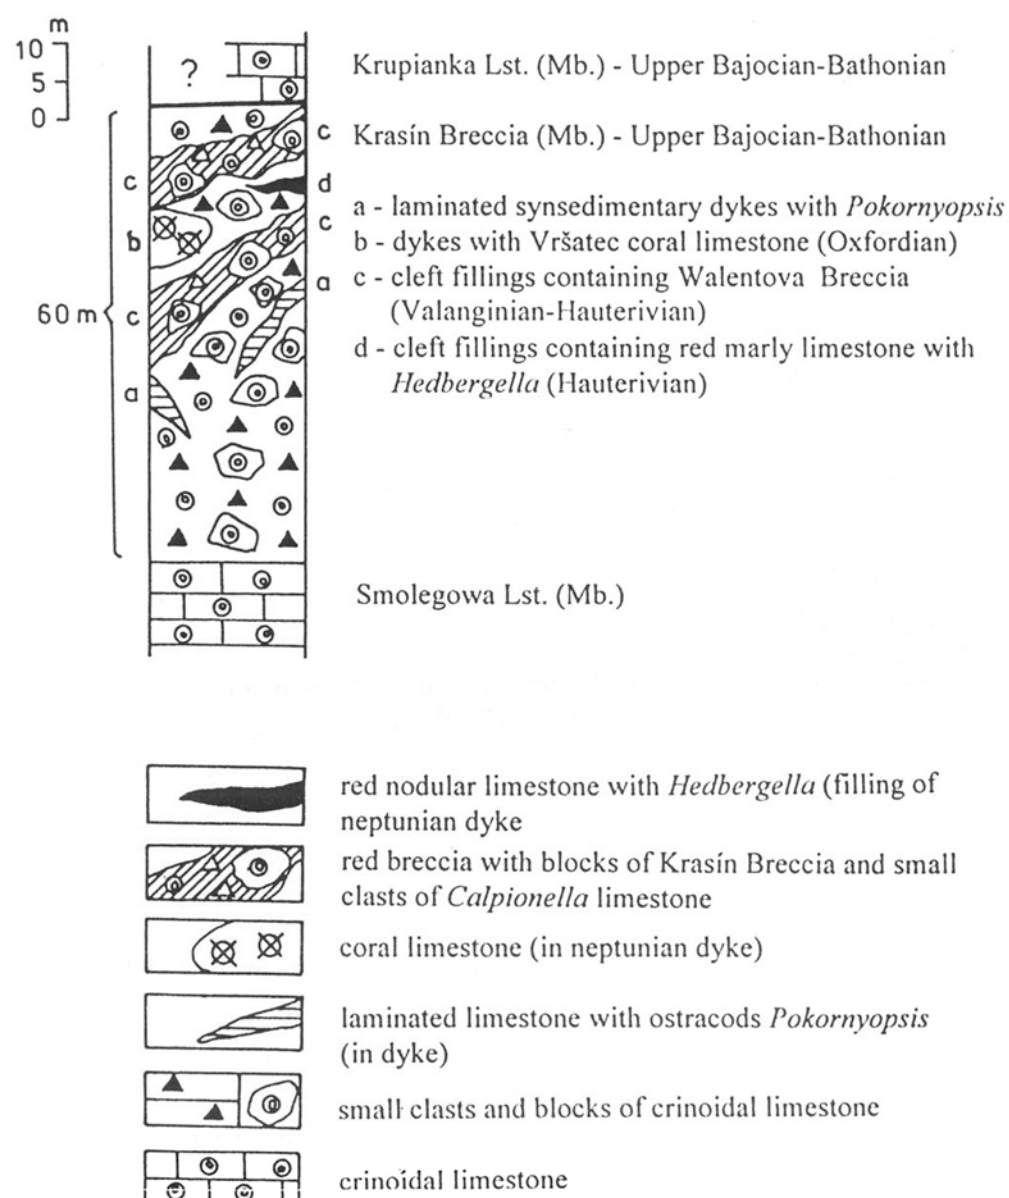 m
10
5
0
?
Krupianka Lst. (Mb.) - Upper Bajocian-Bathonian
c
Krasín Breccia (Mb.) - Upper Bajocian-Bathonian
c
d
a - laminated synsedimentary dykes with Pokornyopsis
c
b
b - dykes with Vršatec coral limestone (Oxfordian)
a
c - cleft fillings containing Walentova Breccia
60 m
c
(Valanginian-Hauterivian)
d - cleft fillings containing red marly limestone with
a
Hedbergella (Hauterivian)
Smolegowa Lst. (Mb.)
red nodular limestone with Hedbergella (filling of
neptunian dyke
red breccia with blocks of Krasín Breccia and small
clasts of Calpionella limestone
coral limestone (in neptunian dyke)
laminated limestone with ostracods Pokornyopsis
(in dyke)
small clasts and blocks of crinoidal limestone
crinoidal limestone